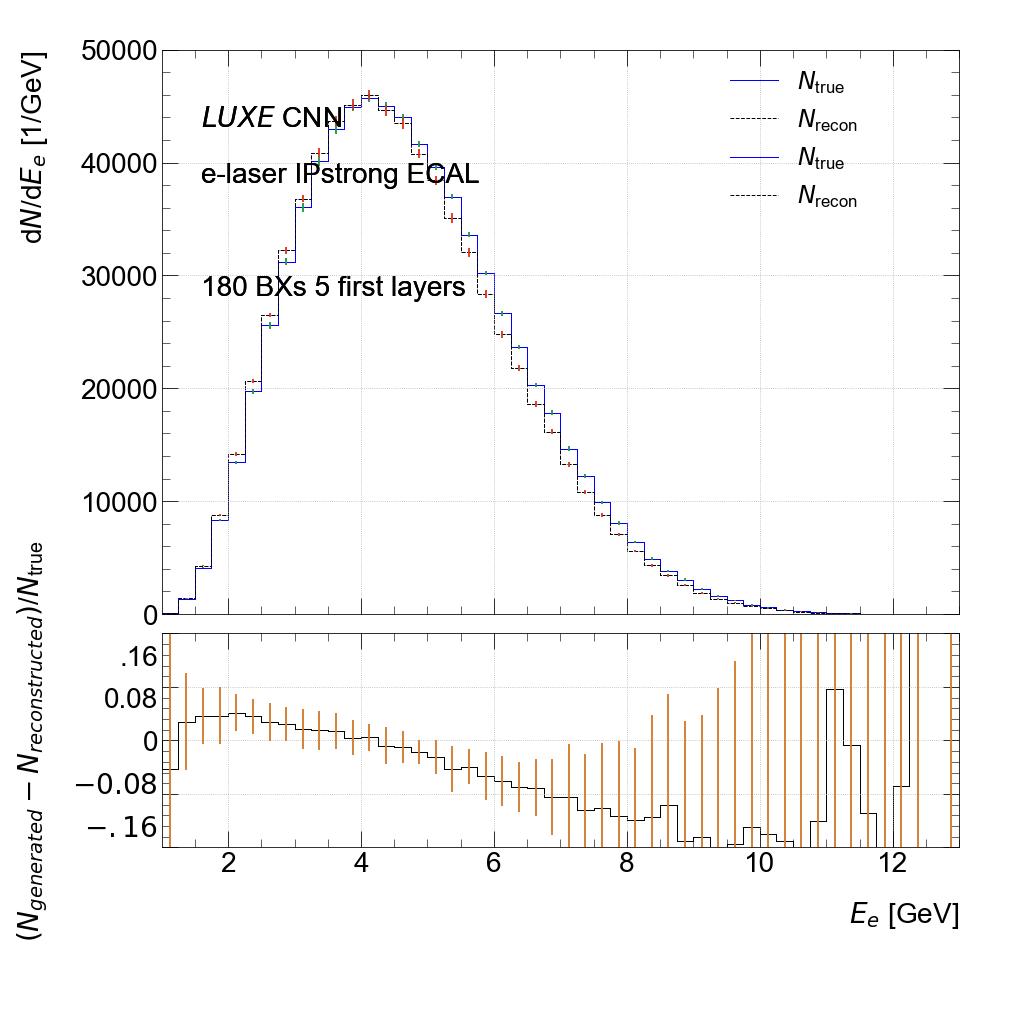 dN/dE_e [1/GeV]
50000
40000
30000
20000
10000
0
LUXE CNN
e-laser IPstrong ECAL
180 BXs 5 first layers
N_true
N_recon
N_true
N_recon
(N_generated − N_reconstructed)/N_true
.16
0.08
0
−0.08
−.16
2 4 6 8 10 12
E_e [GeV]